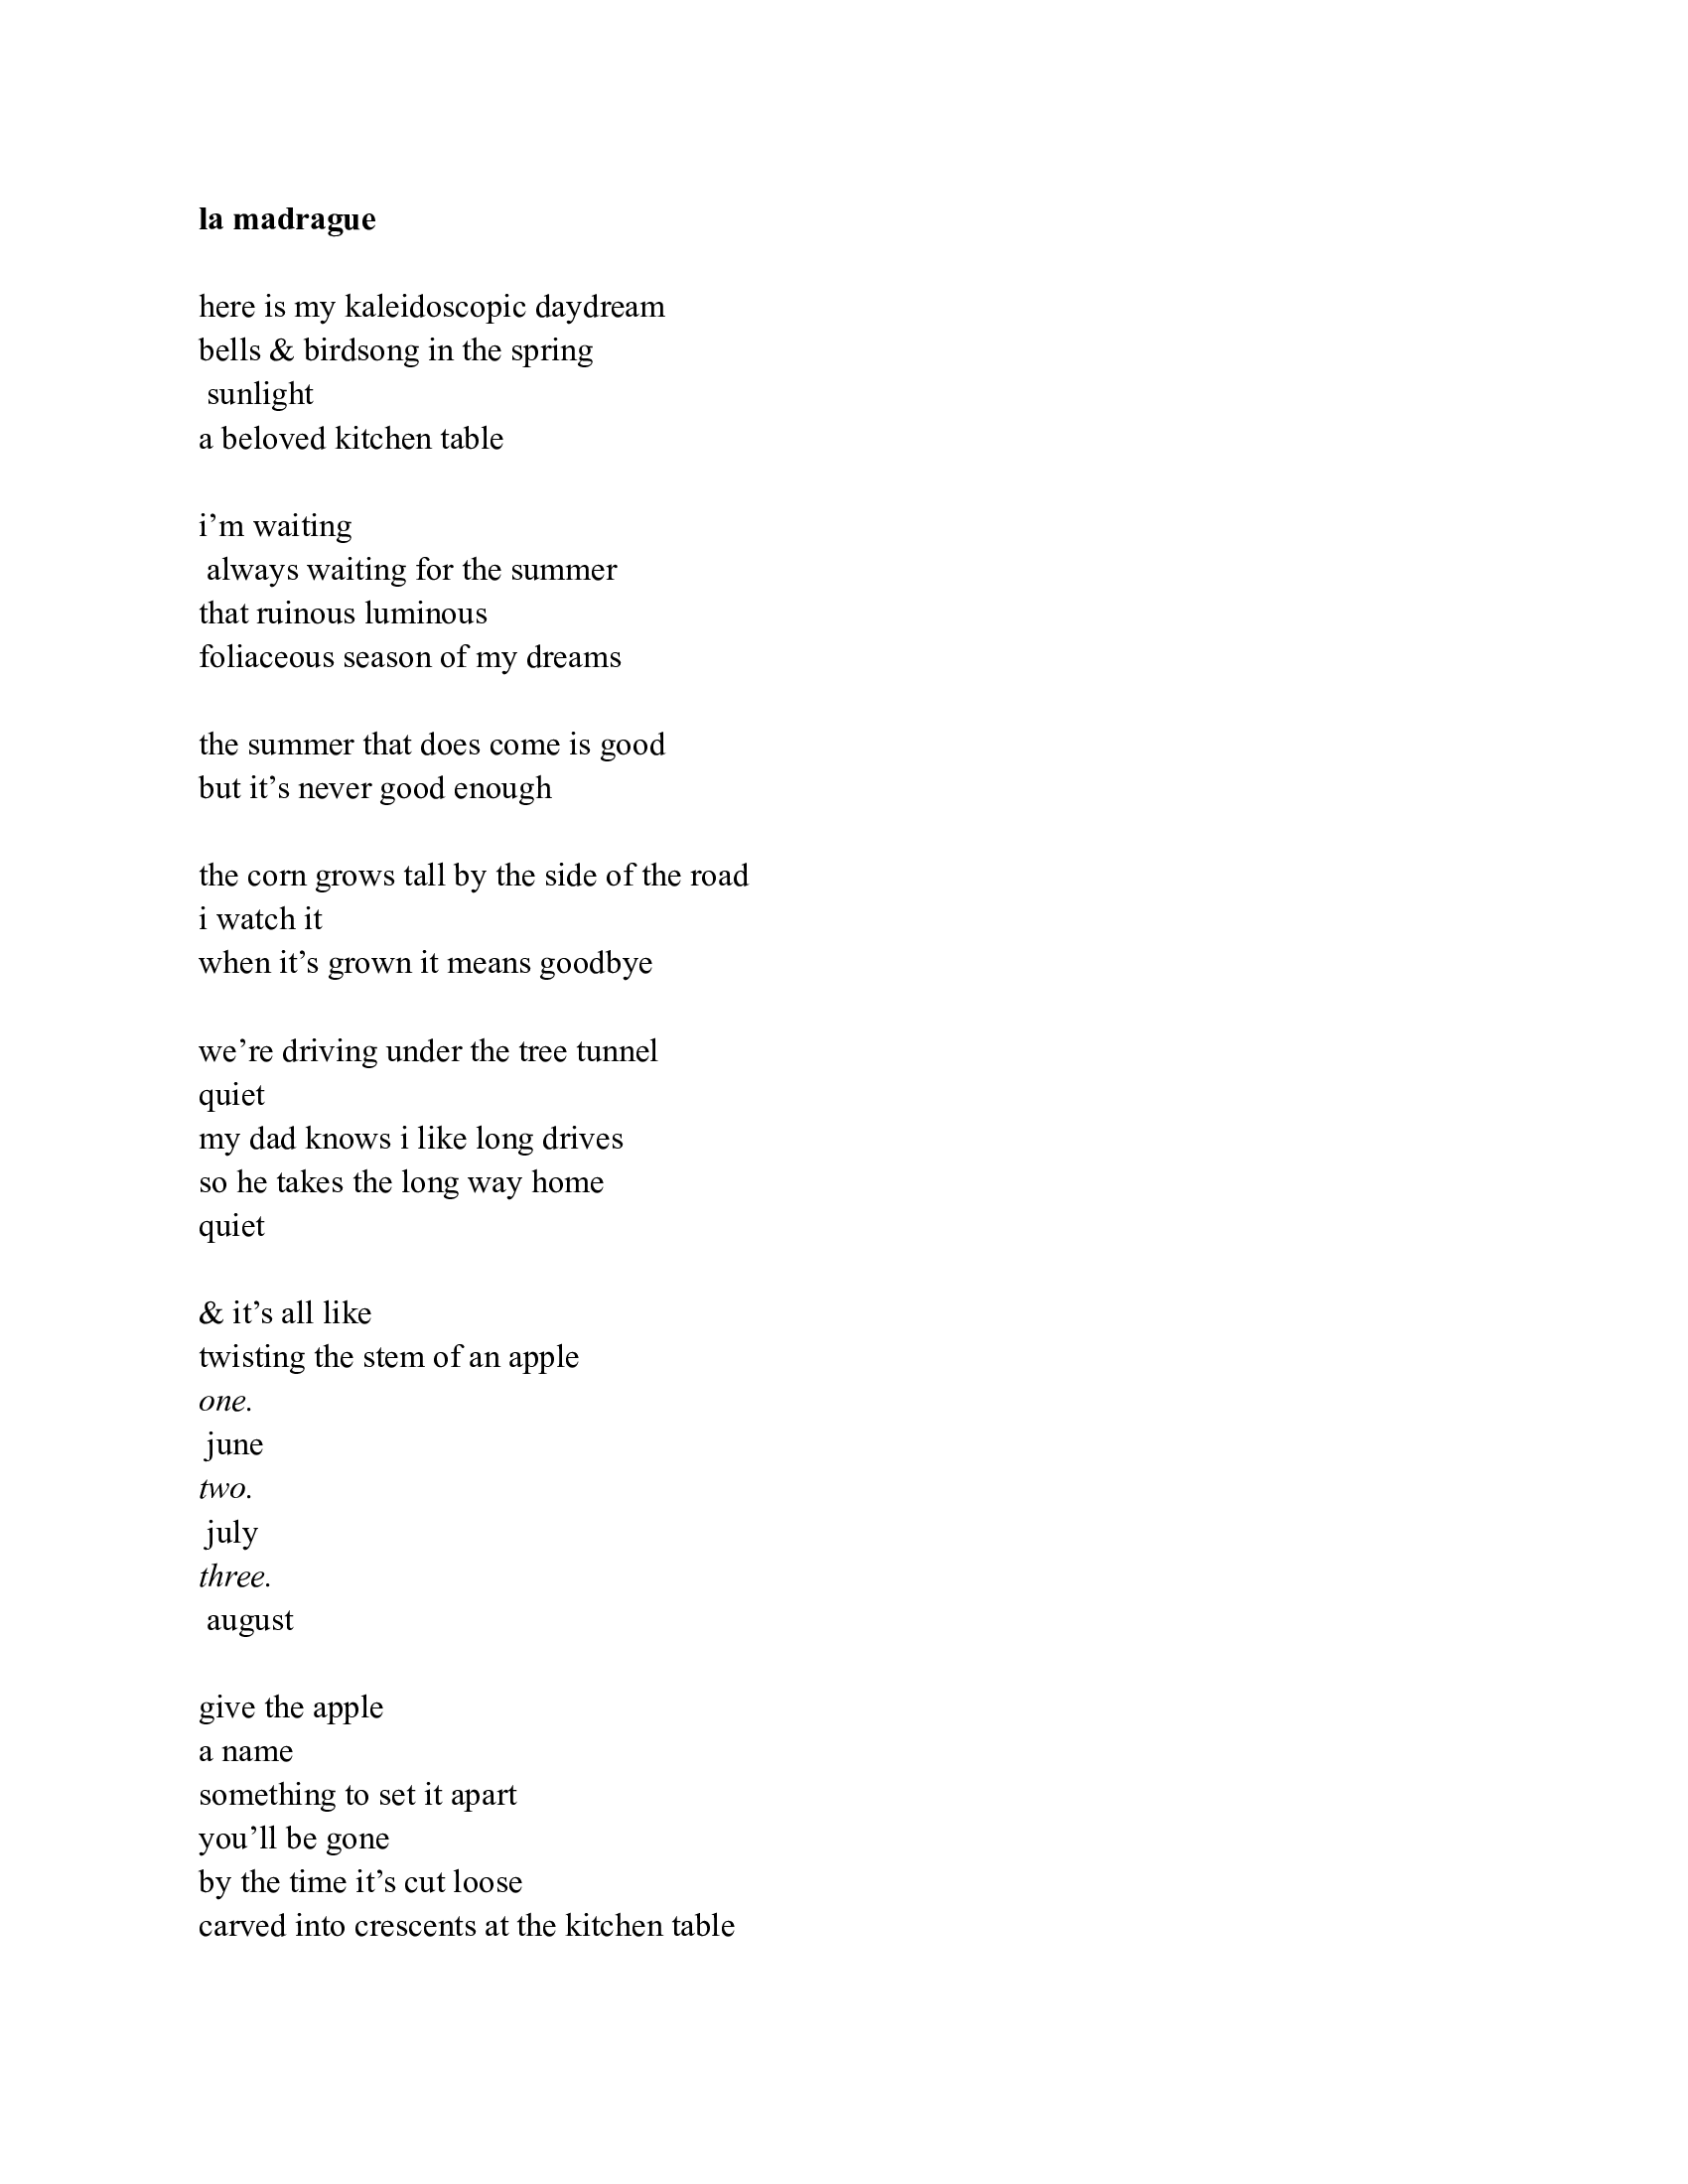 la madrague
here is my kaleidoscopic daydream
bells & birdsong in the spring
sunlight
a beloved kitchen table
i’m waiting
always waiting for the summer
that ruinous luminous
foliaceous season of my dreams
the summer that does come is good
but it’s never good enough
the corn grows tall by the side of the road
i watch it
when it’s grown it means goodbye
we’re driving under the tree tunnel
quiet
my dad knows i like long drives
so he takes the long way home
quiet
& it’s all like
twisting the stem of an apple
one.
june
two.
july
three.
august
give the apple
a name
something to set it apart
you’ll be gone
by the time it’s cut loose
carved into crescents at the kitchen table